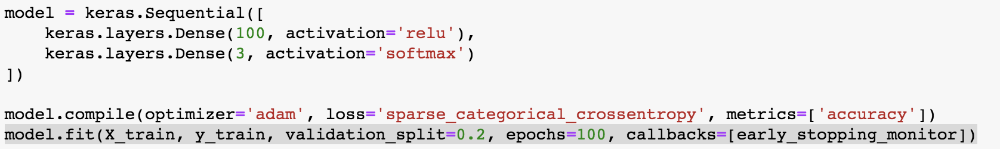 model = keras.Sequential([
    keras.layers.Dense(100, activation='relu'),
    keras.layers.Dense(3, activation='softmax')
])

model.compile(optimizer='adam', loss='sparse_categorical_crossentropy', metrics=['accuracy'])
model.fit(X_train, y_train, validation_split=0.2, epochs=100, callbacks=[early_stopping_monitor])